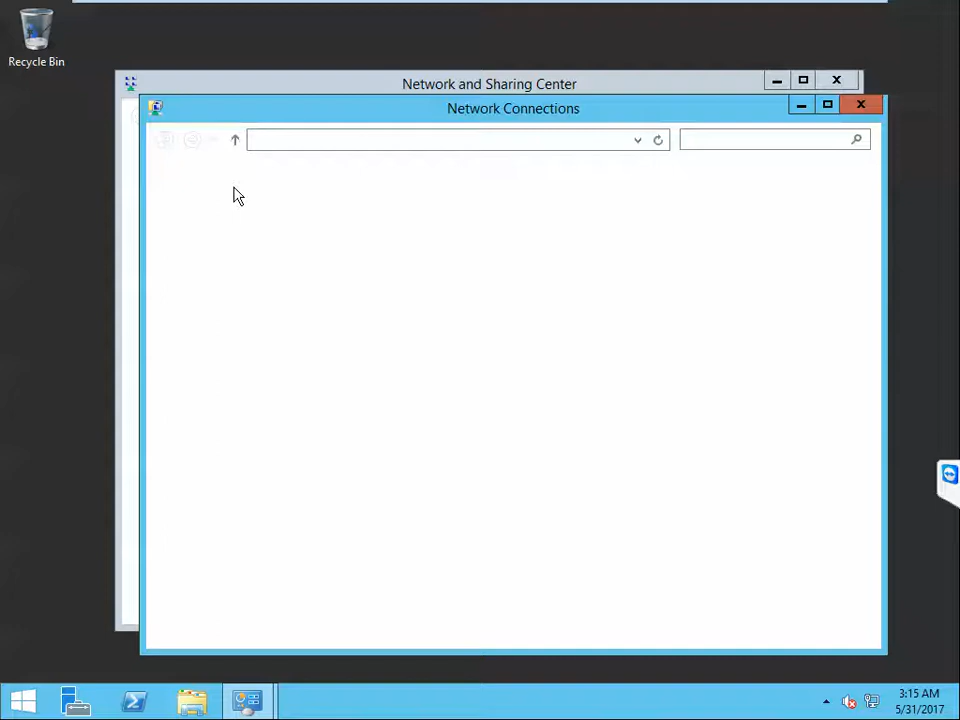 Recycle Bin
Network and Sharing Center
Network Connections
3:15 AM
5/31/2017